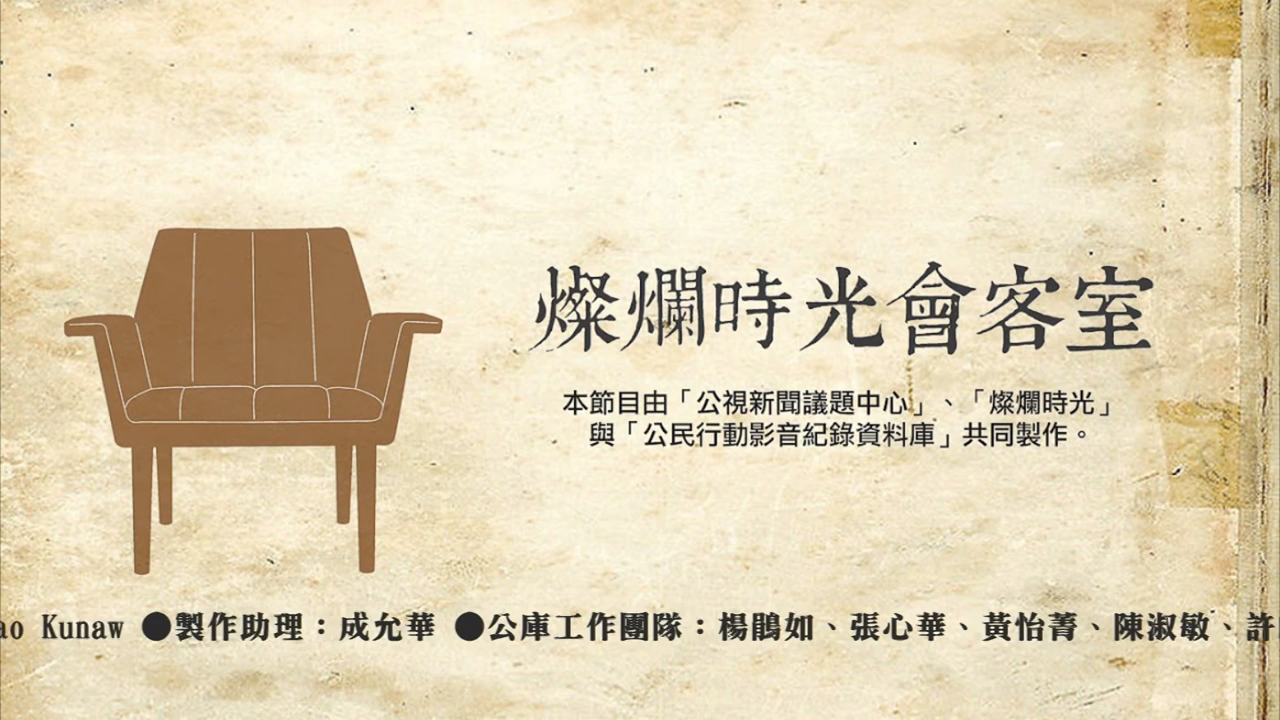 燦爛時光會客室
本節目由「公視新聞議題中心」、「燦爛時光」
與「公民行動影音紀錄資料庫」共同製作。
ao Kunaw ●製作助理：成允華 ●公庫工作團隊：楊鵑如、張心華、黃怡菁、陳淑敏、許